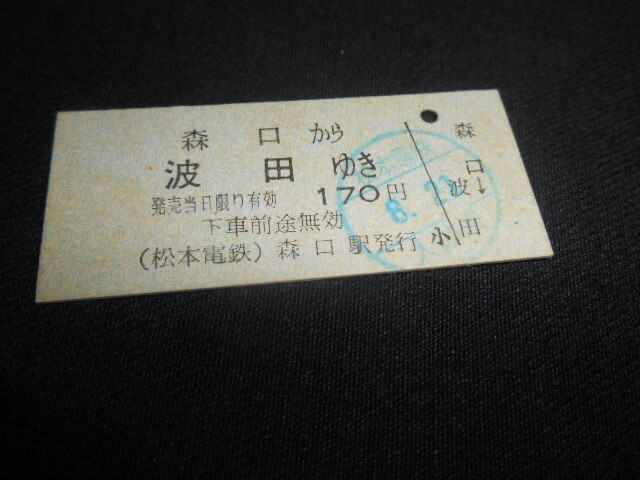 森口から
波田ゆき
発売当日限り有効 170円
下車前途無効
(松本電鉄) 森口駅発行
小
森口
↓
波田